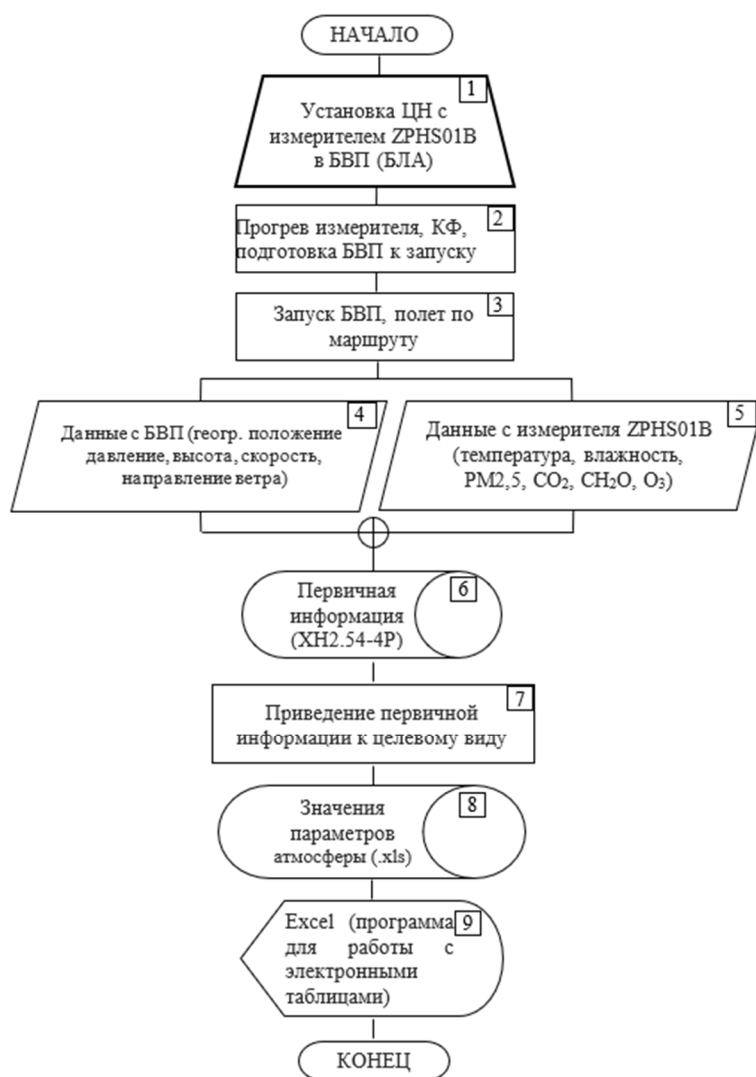 НАЧАЛО
1
Установка ЦН с
измерителем ZPHS01B
в БВП (БЛА)
2
Прогрев измерителя, КФ,
подготовка БВП к запуску
3
Запуск БВП, полет по
маршруту
4
Данные с БВП (геогр. положение
давление, высота, скорость,
направление ветра)
5
Данные с измерителя ZPHS01B
(температура, влажность,
PM2,5, CO₂, CH₂O, O₃)
6
Первичная
информация
(XH2.54-4P)
7
Приведение первичной
информации к целевому виду
8
Значения
параметров
атмосферы (.xls)
9
Excel (программа
для работы с
электронными
таблицами)
КОНЕЦ